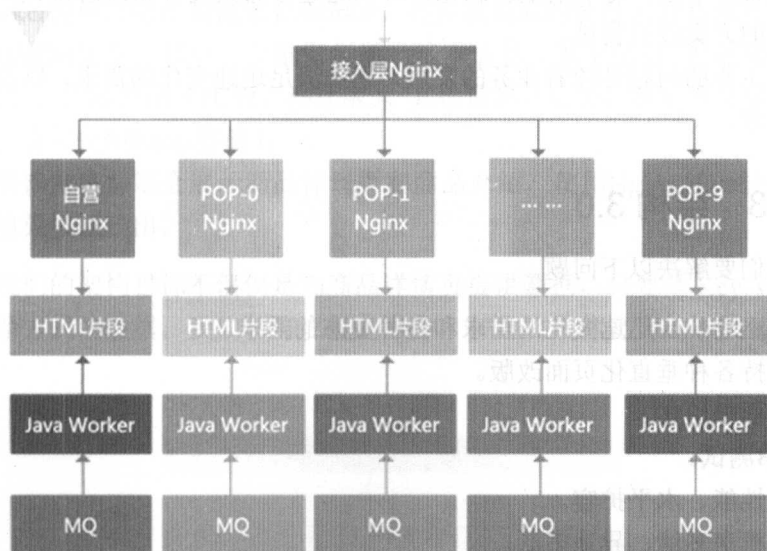 接入层Nginx
自营
Nginx
POP-0
Nginx
POP-1
Nginx
... ...
POP-9
Nginx
HTML片段
HTML片段
HTML片段
HTML片段
HTML片段
Java Worker
Java Worker
Java Worker
Java Worker
Java Worker
MQ
MQ
MQ
MQ
MQ